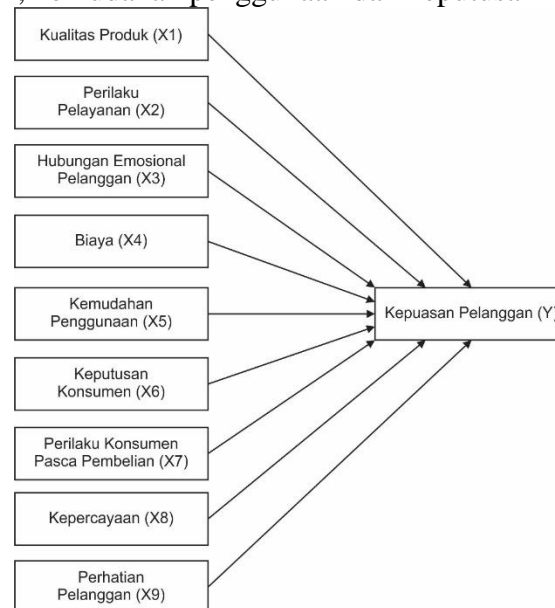 Kualitas Produk (X1)
Perilaku
Pelayanan (X2)
Hubungan Emosional
Pelanggan (X3)
Biaya (X4)
Kemudahan
Penggunaan (X5)
Keputusan
Konsumen (X6)
Perilaku Konsumen
Pasca Pembelian (X7)
Kepercayaan (X8)
Perhatian
Pelanggan (X9)
Kepuasan Pelanggan (Y)